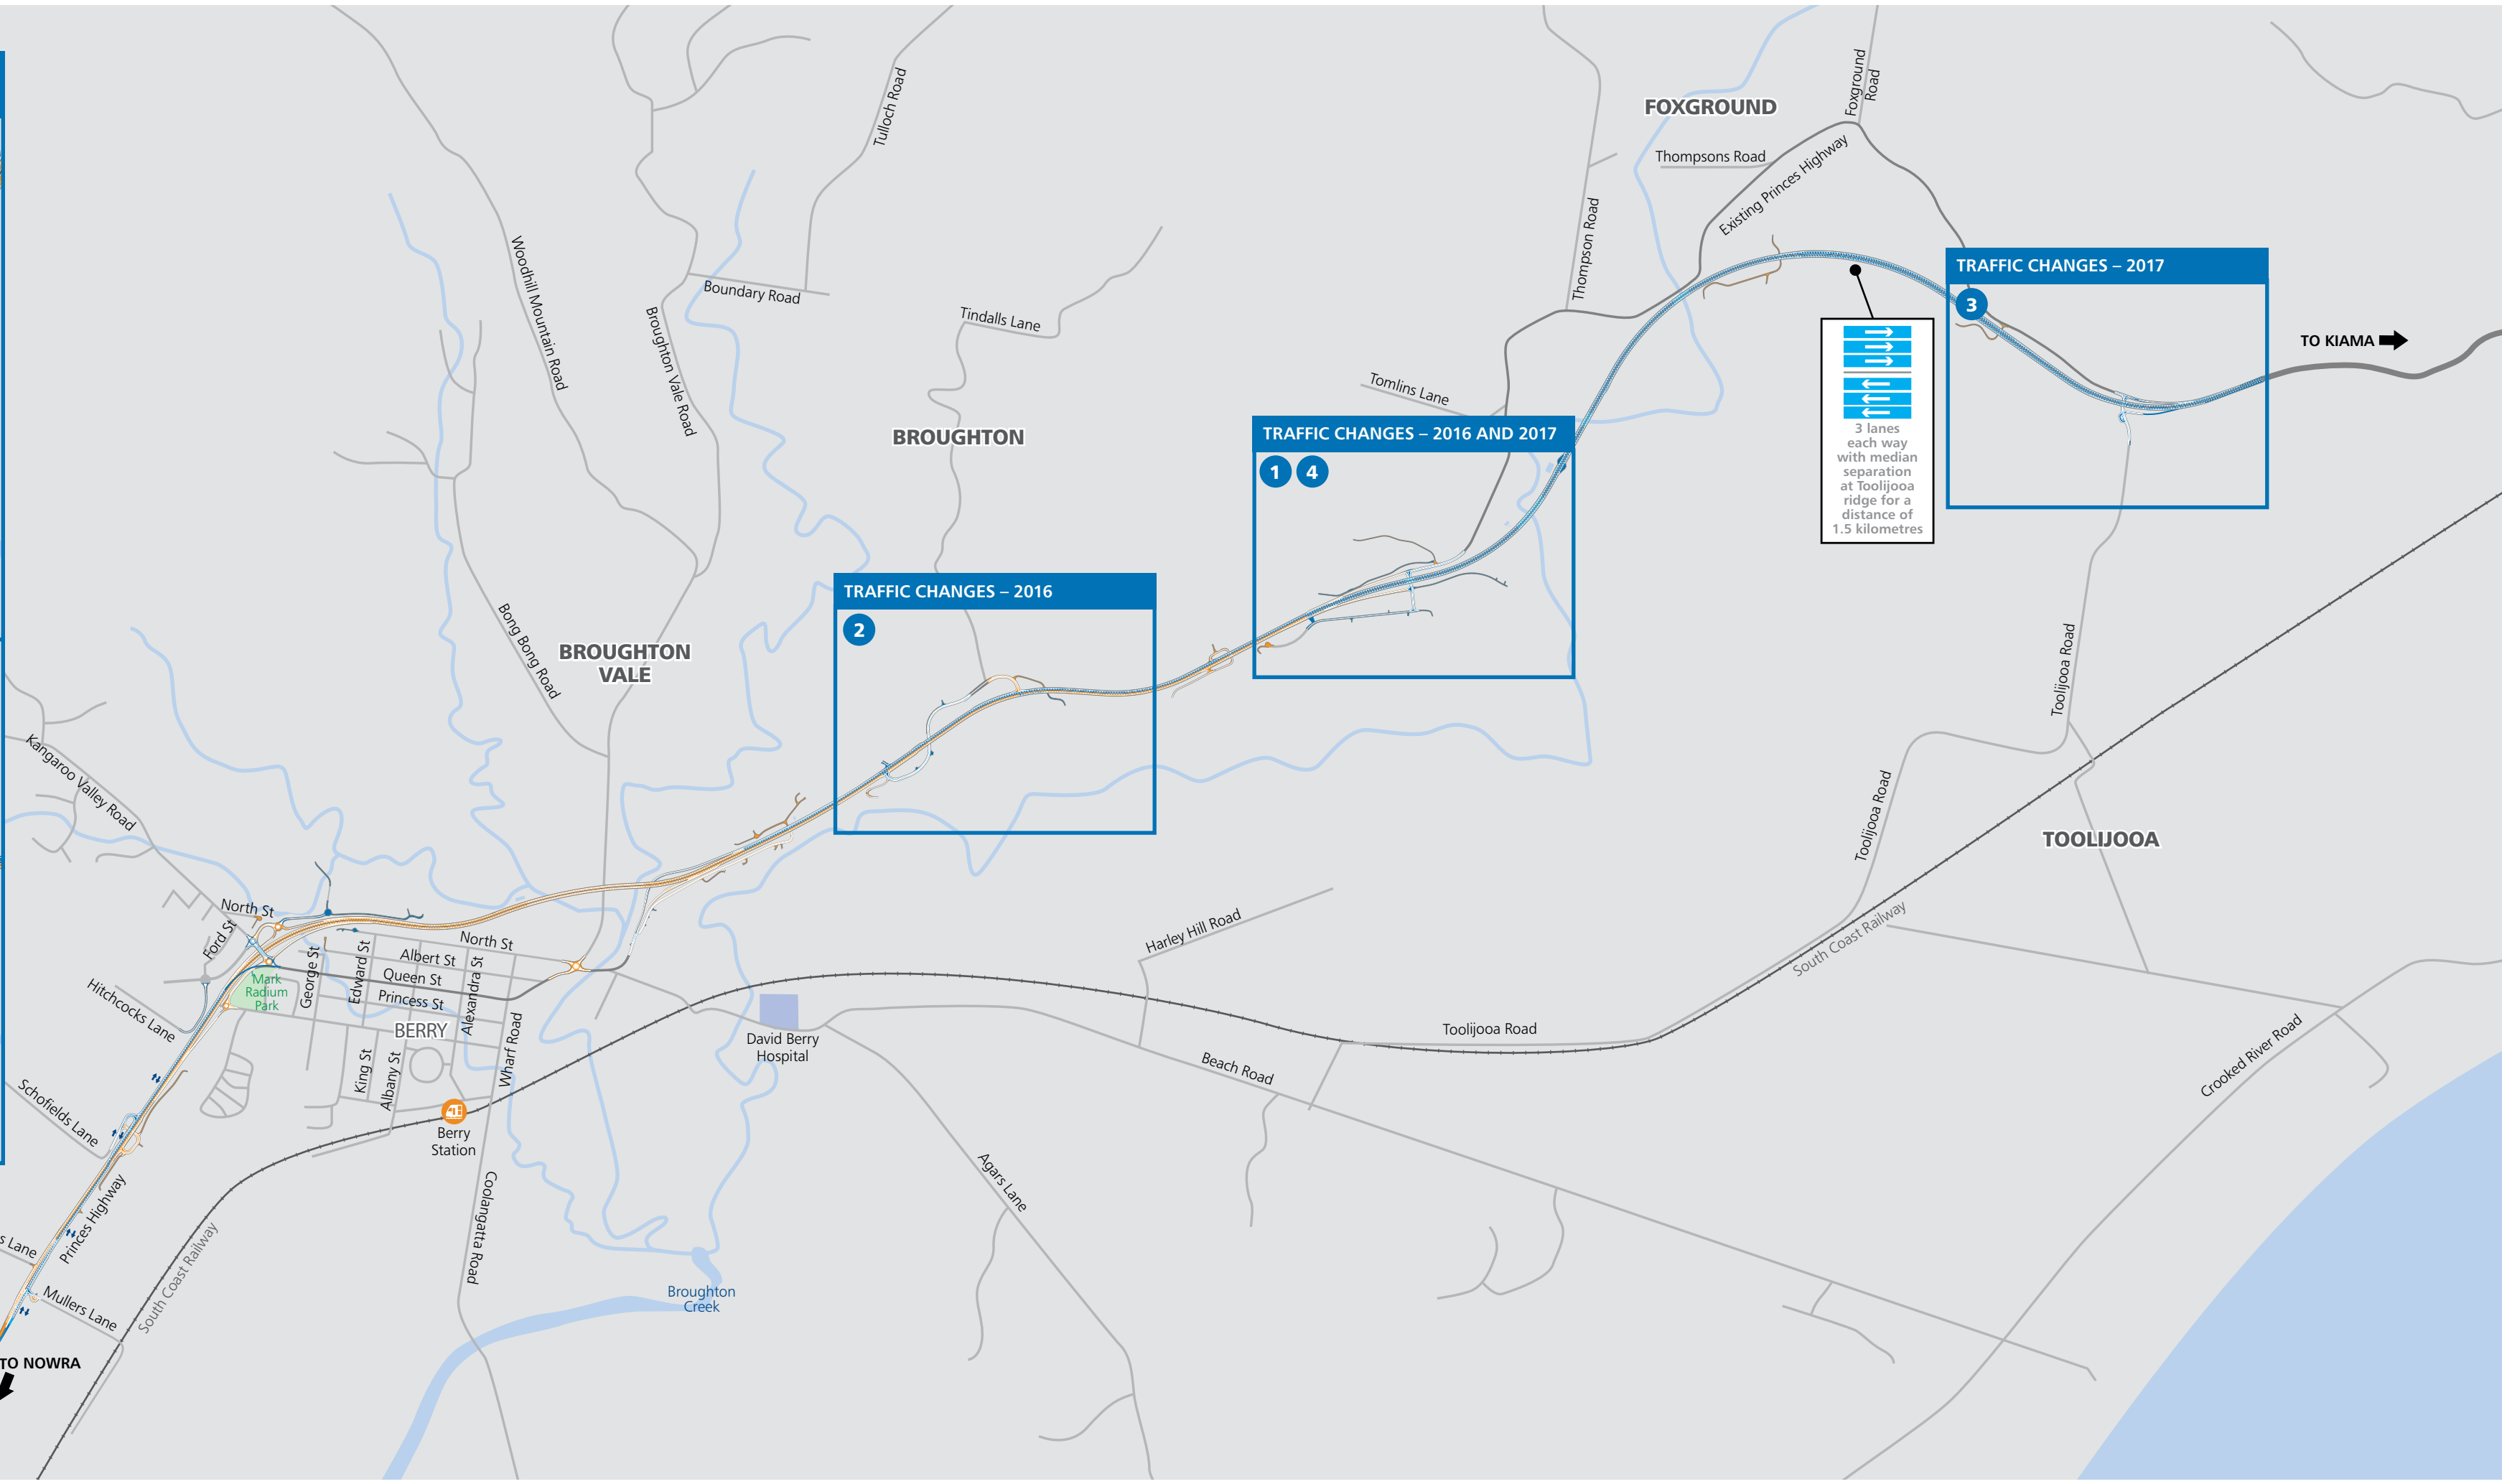 Foxground
Road
FOXGROUND
Thompsons Road
Existing Princes Highway
Tulloch Road
Thompson Road
Woodhill Mountain Road
Boundary Road
Broughton Vale Road
Tindalls Lane
TRAFFIC CHANGES – 2017
3
TO KIAMA
Tomlins Lane
3 lanes
each way
with median
separation
at Toolijooa
ridge for a
distance of
1.5 kilometres
BROUGHTON
TRAFFIC CHANGES – 2016 AND 2017
1 4
TRAFFIC CHANGES – 2016
2
Bong Bong Road
BROUGHTON
VALE
Toolijooa Road
Kangaroo Valley Road
Toolijooa Road
TOOLIJOOA
North St
Ford St
North St
Albert St
Queen St
Princess St
George St
Edward St
Alexandra St
Mark
Radium
Park
Hitchcocks Lane
BERRY
Wharf Road
King St
Albany St
Harley Hill Road
South Coast Railway
David Berry
Hospital
Toolijooa Road
Beach Road
Crooked River Road
Schofields Lane
Berry
Station
Princes Highway
Coolangatta Road
Agars Lane
s Lane
Mullers Lane
South Coast Railway
Broughton
Creek
TO NOWRA